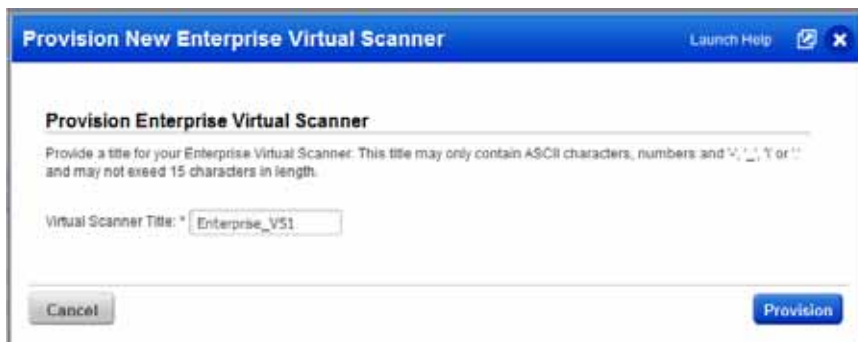 Provision New Enterprise Virtual Scanner
Launch Help
Provision Enterprise Virtual Scanner
Provide a title for your Enterprise Virtual Scanner. This title may only contain ASCII characters, numbers and '-', '_', '\' or '.'
and may not exeed 15 characters in length.
Virtual Scanner Title: * Enterprise_VS1
Cancel
Provision